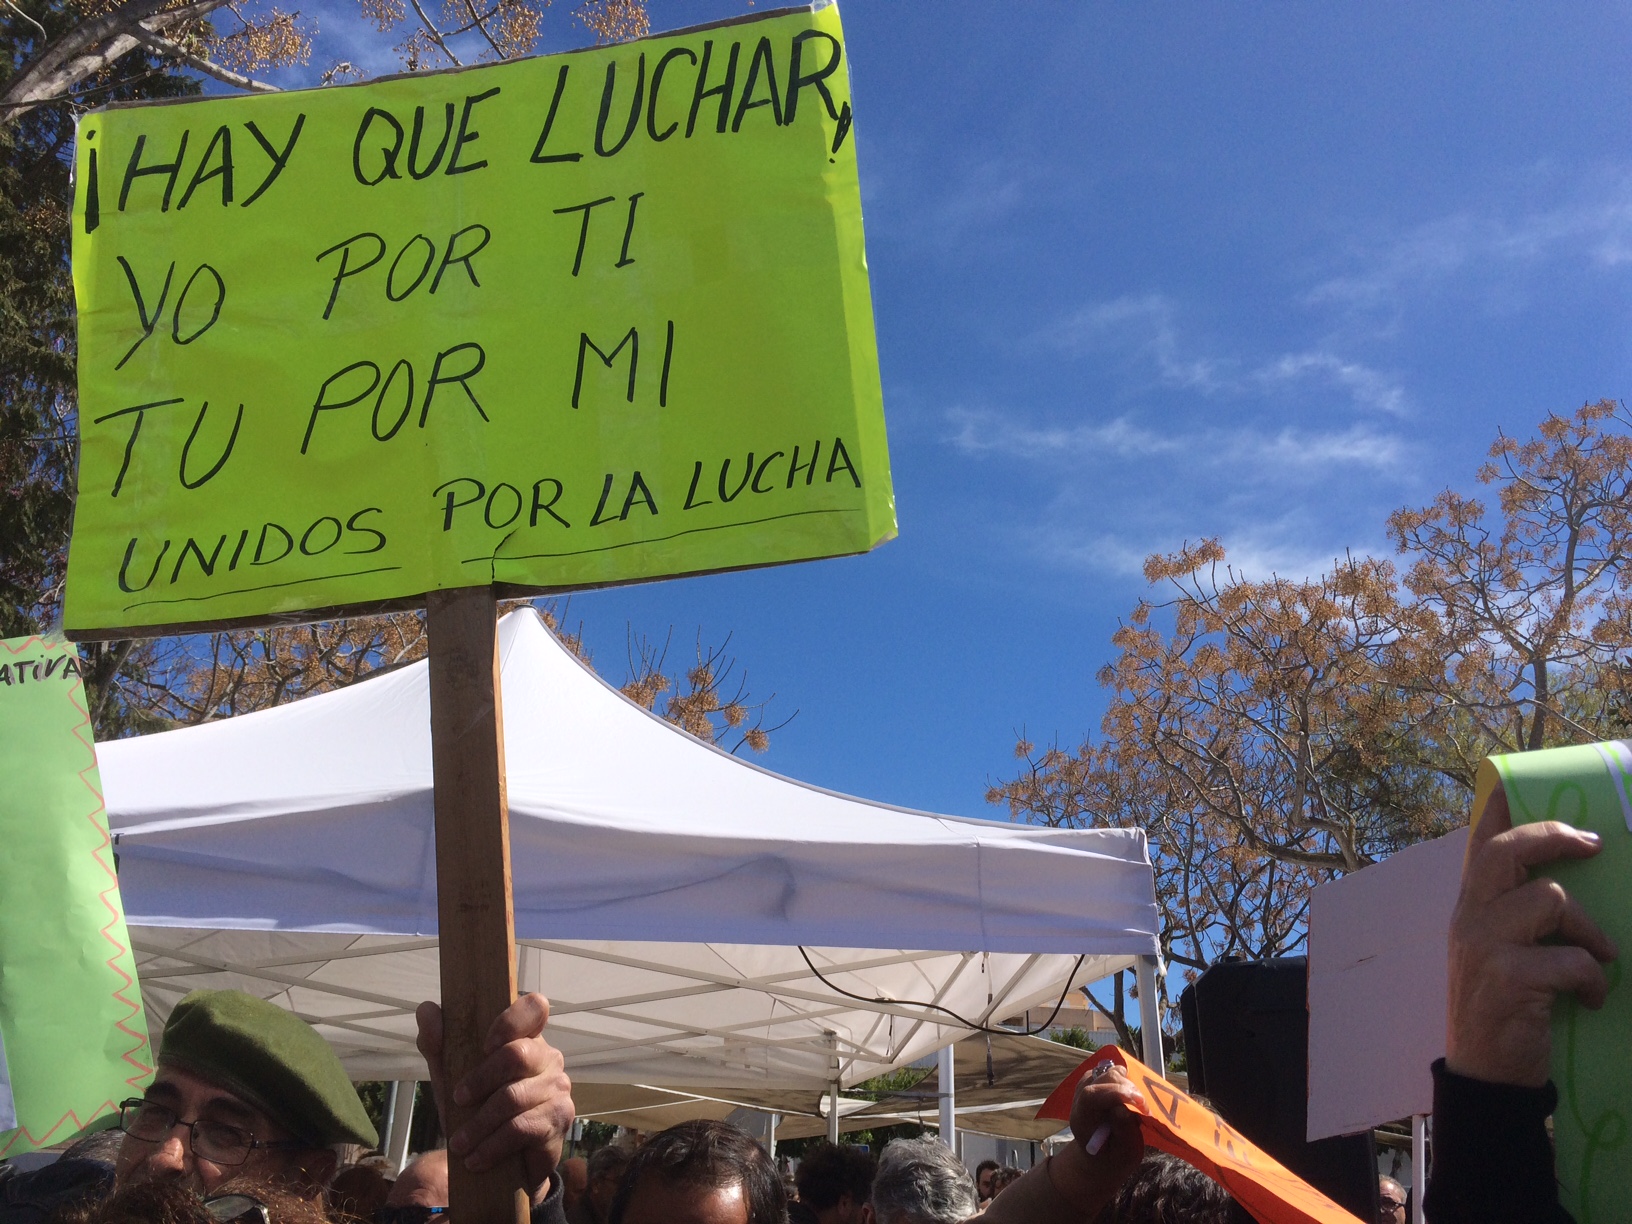 ¡HAY QUE LUCHAR,!
YO POR TI
TU POR MI
UNIDOS POR LA LUCHA